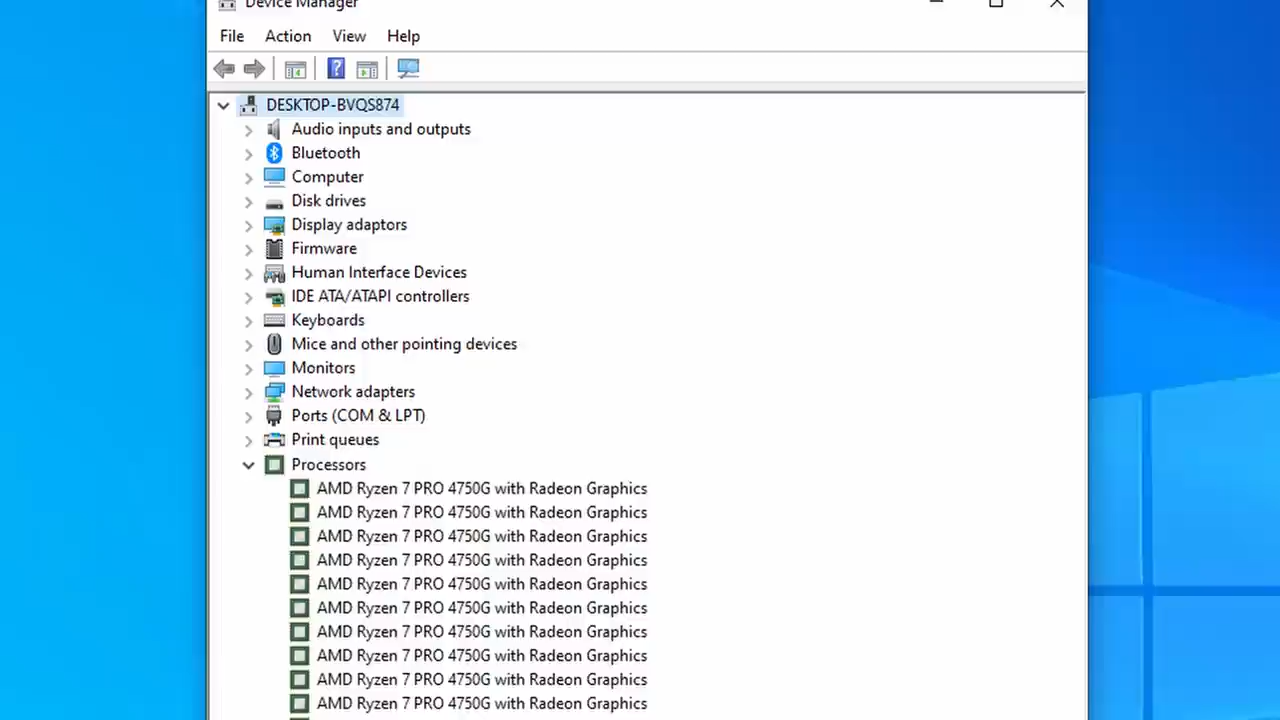 Device Manager
File Action View Help
DESKTOP-BVQS874
Audio inputs and outputs
Bluetooth
Computer
Disk drives
Display adaptors
Firmware
Human Interface Devices
IDE ATA/ATAPI controllers
Keyboards
Mice and other pointing devices
Monitors
Network adapters
Ports (COM & LPT)
Print queues
Processors
AMD Ryzen 7 PRO 4750G with Radeon Graphics
AMD Ryzen 7 PRO 4750G with Radeon Graphics
AMD Ryzen 7 PRO 4750G with Radeon Graphics
AMD Ryzen 7 PRO 4750G with Radeon Graphics
AMD Ryzen 7 PRO 4750G with Radeon Graphics
AMD Ryzen 7 PRO 4750G with Radeon Graphics
AMD Ryzen 7 PRO 4750G with Radeon Graphics
AMD Ryzen 7 PRO 4750G with Radeon Graphics
AMD Ryzen 7 PRO 4750G with Radeon Graphics
AMD Ryzen 7 PRO 4750G with Radeon Graphics